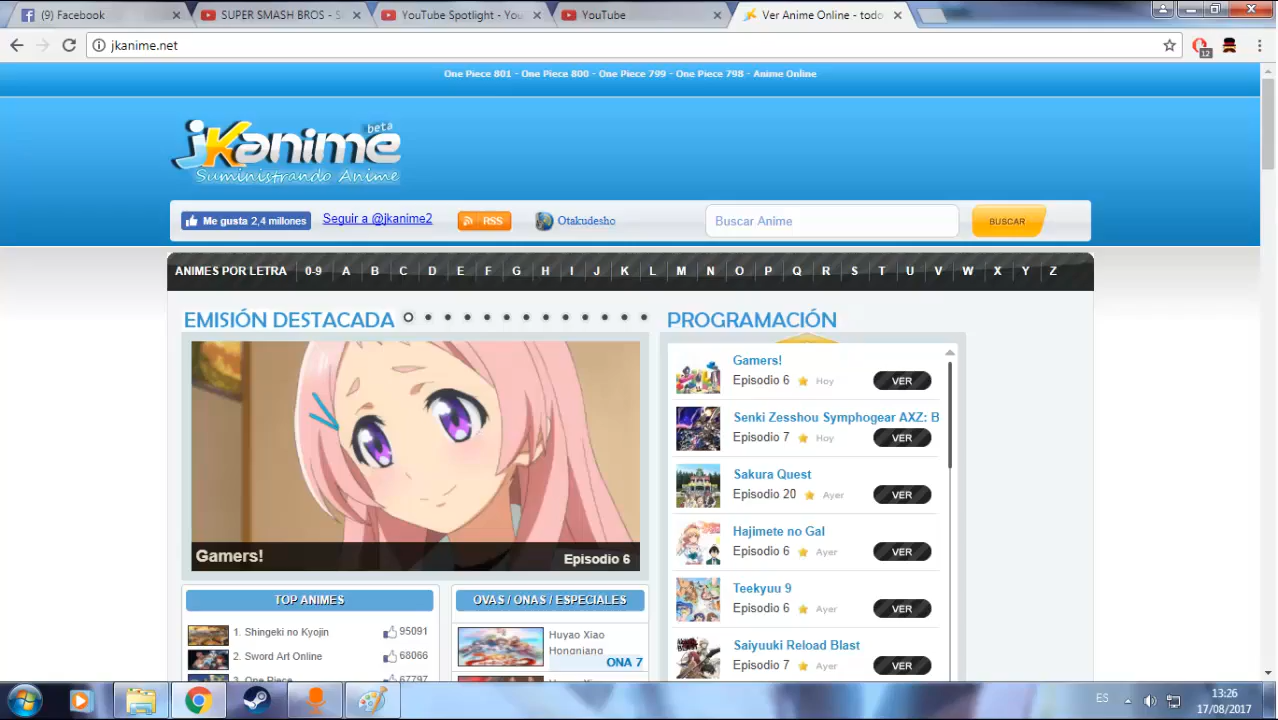 (9) Facebook
SUPER SMASH BROS - S
YouTube Spotlight - You
YouTube
Ver Anime Online - todo
jkanime.net
12
One Piece 801 - One Piece 800 - One Piece 799 - One Piece 798 - Anime Online
jkanime beta
Suministrando Anime
Me gusta 2,4 millones
Seguir a @jkanime2
RSS
Otakudesho
Buscar Anime
BUSCAR
ANIMES POR LETRA 0-9 A B C D E F G H I J K L M N O P Q R S T U V W X Y Z
EMISIÓN DESTACADA
Gamers!
Episodio 6
PROGRAMACIÓN
Gamers!
Episodio 6 Hoy VER
Senki Zesshou Symphogear AXZ: B
Episodio 7 Hoy VER
Sakura Quest
Episodio 20 Ayer VER
Hajimete no Gal
Episodio 6 Ayer VER
Teekyuu 9
Episodio 6 Ayer VER
Saiyuuki Reload Blast
Episodio 7 Ayer VER
TOP ANIMES
1. Shingeki no Kyojin 95091
2. Sword Art Online 68066
3. One Piece 67797
OVAS / ONAS / ESPECIALES
Huyao Xiao
Hongniang
ONA 7
ES
13:26
17/08/2017